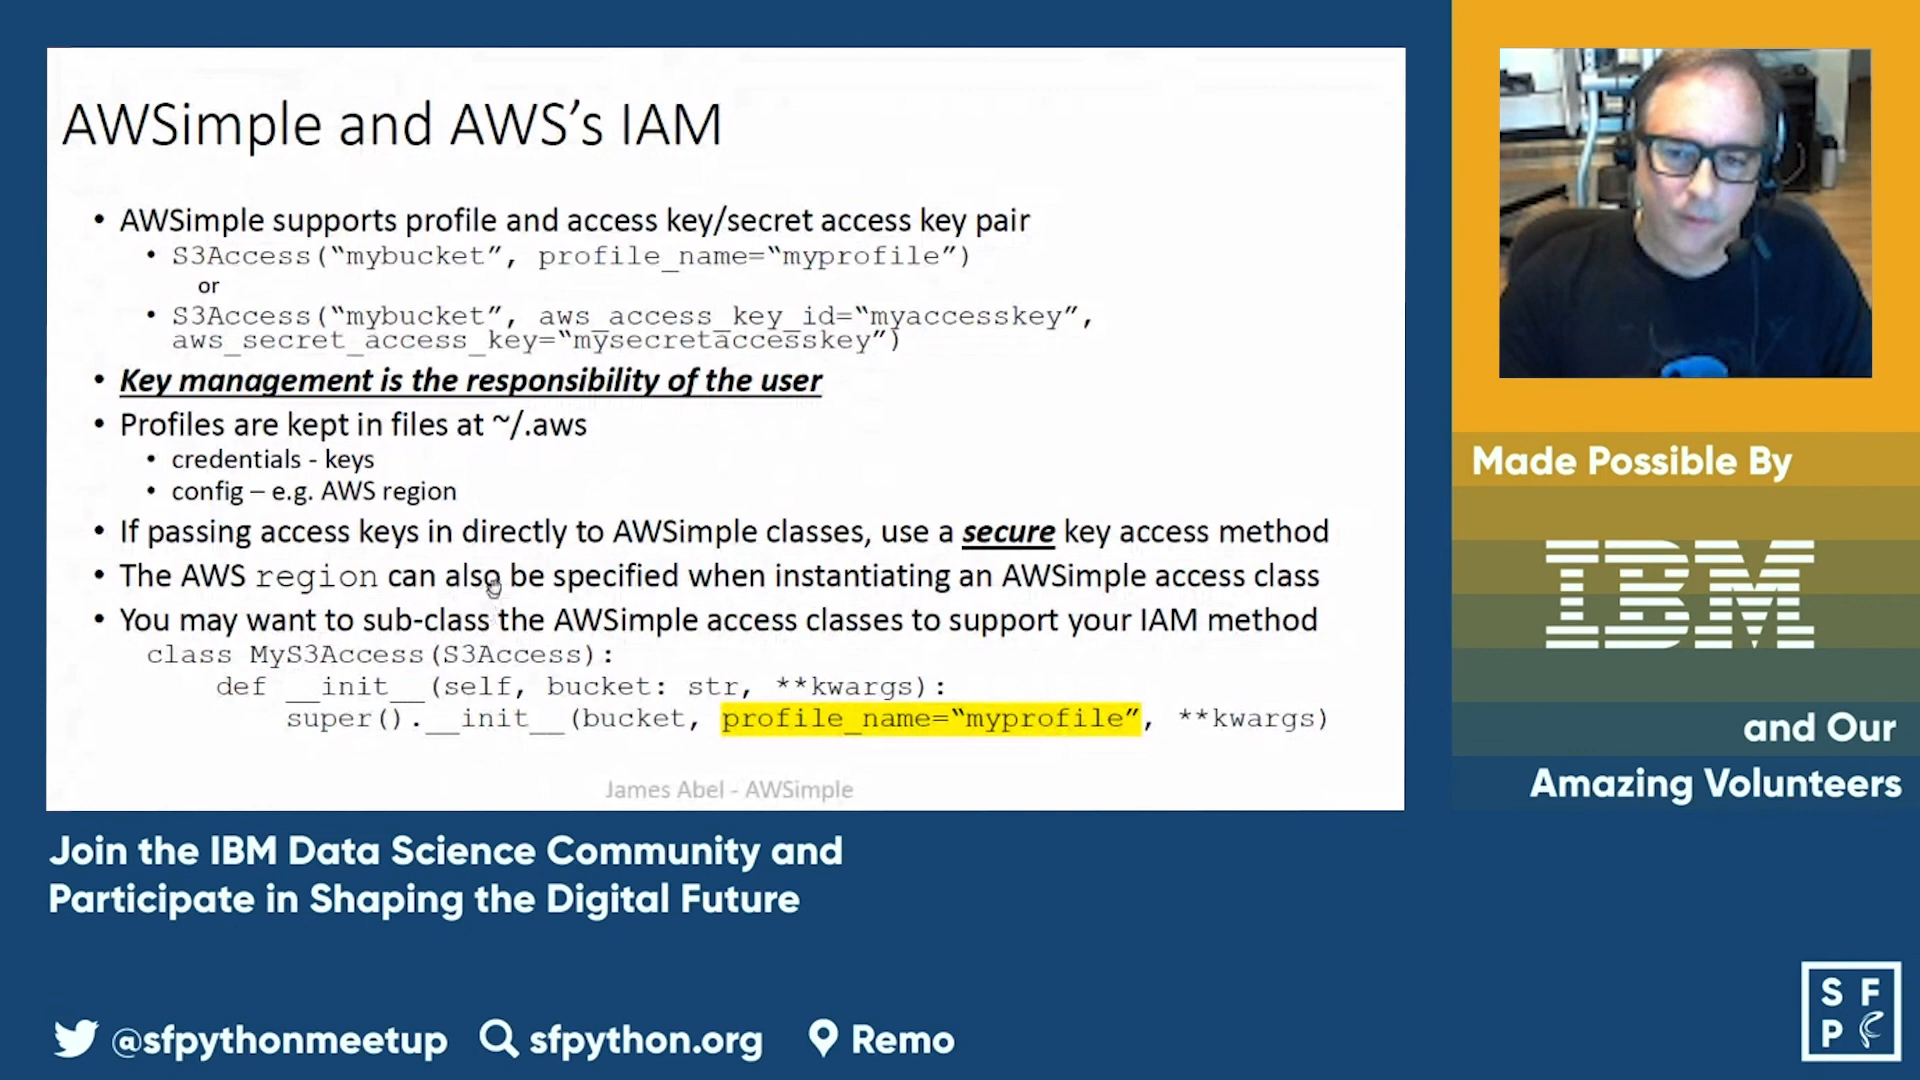 AWSimple and AWS’s IAM
• AWSimple supports profile and access key/secret access key pair
• S3Access(“mybucket”, profile_name=“myprofile”)
or
• S3Access(“mybucket”, aws_access_key_id=“myaccesskey”,
aws_secret_access_key=“mysecretaccesskey”)
• Key management is the responsibility of the user
• Profiles are kept in files at ~/.aws
• credentials - keys
• config – e.g. AWS region
• If passing access keys in directly to AWSimple classes, use a secure key access method
• The AWS region can also be specified when instantiating an AWSimple access class
• You may want to sub-class the AWSimple access classes to support your IAM method
class MyS3Access(S3Access):
def __init__(self, bucket: str, **kwargs):
super().__init__(bucket, profile_name=“myprofile”, **kwargs)
James Abel - AWSimple
Made Possible By
IBM
and Our
Amazing Volunteers
Join the IBM Data Science Community and
Participate in Shaping the Digital Future
@sfpythonmeetup sfpython.org Remo
S F
P